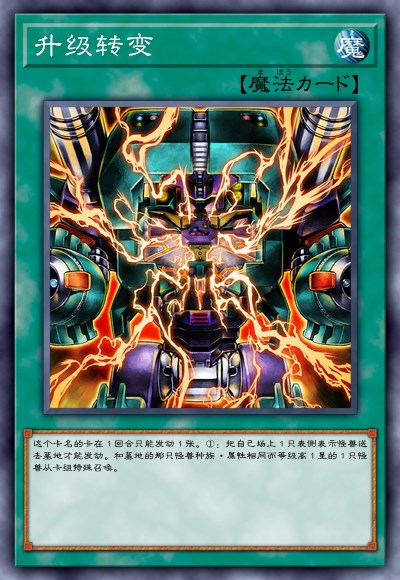 升级转变
魔
【魔法カード】
这个卡名的卡在1回合只能发动1张。①：把自己场上1只表侧表示怪兽送
去墓地才能发动。和墓地的那只怪兽种族・属性相同而等级高1星的1只怪
兽从卡组特殊召唤。